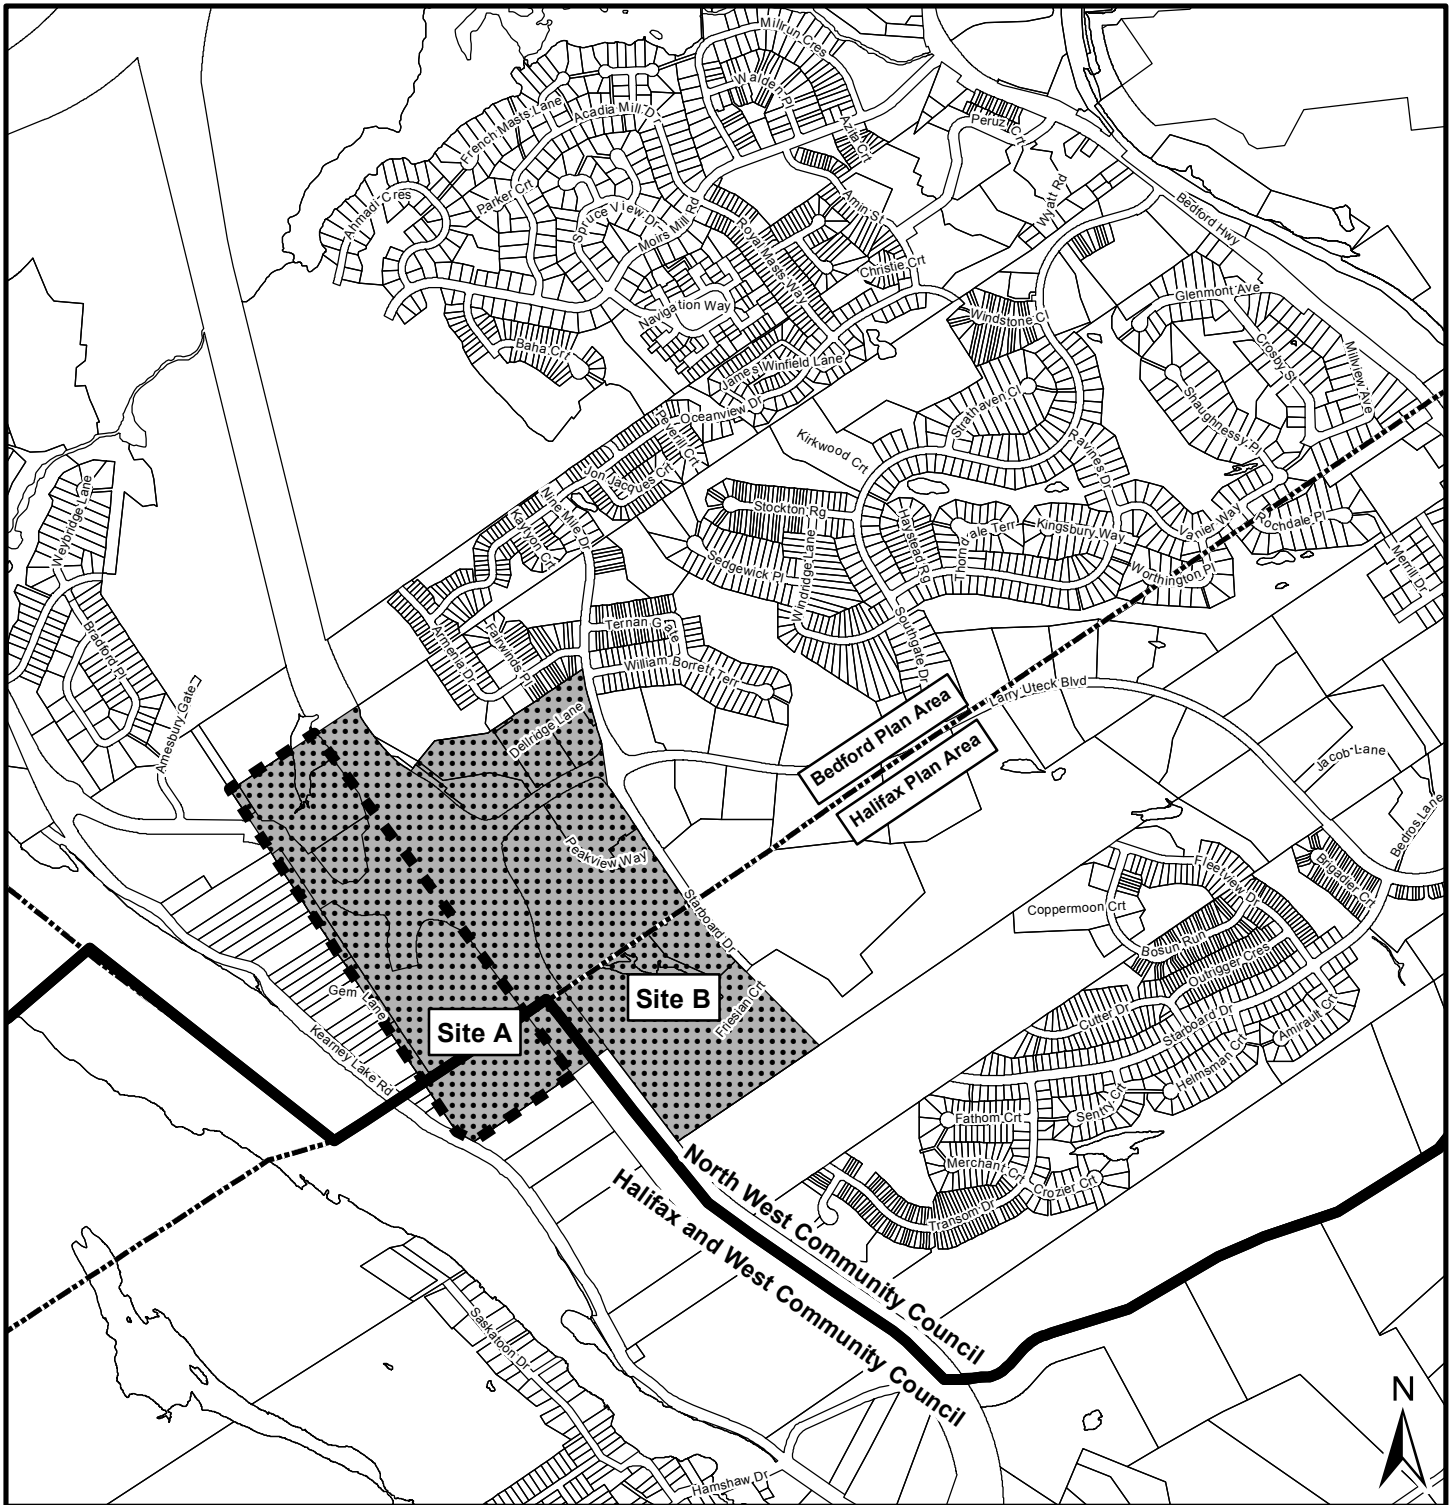 Millrun Cres
Walden Pl
French Masts Lane
Acadia Mill Dr
Azila Crt
Peruz Crt
Ahmadi Cres
Parker Crt
Spruce View Dr
Moirs Mill Rd
Amin St
Wyatt Rd
Bedford Hwy
Royal Masts Way
Christie Crt
Navigation Way
Windstone Cl
Glenmont Ave
Baha Crt
James Winfield Lane
Crosby St
Millview Ave
Oceanview Dr
Peverill Crt
Strathaven Cl
Shaughnessy Pl
Jon Jacques Crt
Kirkwood Crt
Ravines Dr
Weybridge Lane
Nine Mile Dr
Kanyon Crt
Stockton Rg
Haystead Rg
Thorndale Terr
Kingsbury Way
Vanier Way
Rochdale Pl
Sedgewick Pl
Windridge Lane
Worthington Pl
Merrill Dr
Bradford Pl
Armenia Dr
Fairwinds Pl
Ternan Gate
Southgate Dr
William Borrett Terr
Larry Uteck Blvd
Amesbury Gate
Dellridge Lane
Bedford Plan Area
Halifax Plan Area
Jacob Lane
Bedros Lane
Peakview Way
Starboard Dr
Fleetview Dr
Brigadier Crt
Coppermoon Crt
Bosun Run
Outrigger Cres
Gem Lane
Site A
Site B
Friesian Crt
Cutter Dr
Starboard Dr
Amirault Crt
Helmsman Crt
Kearney Lake Rd
Fathom Crt
Sentry Crt
Merchant Crt
Crozier Crt
Transom Dr
North West Community Council
Halifax and West Community Council
Saskatoon Dr
Hamshaw Dr
N